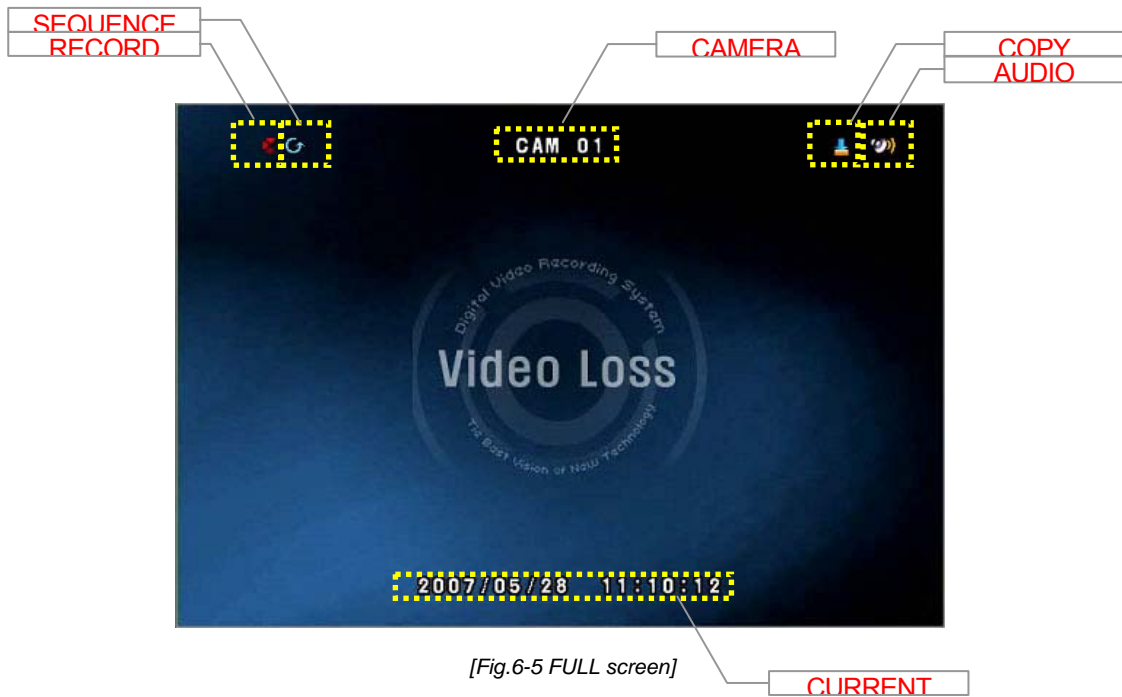 SEQUENCE
RECORD
CAMERA
COPY
AUDIO
CAM 01
Digital Video Recording System
Video Loss
The Best Vision of New Technology
2007/05/28 11:10:12
[Fig.6-5 FULL screen]
CURRENT